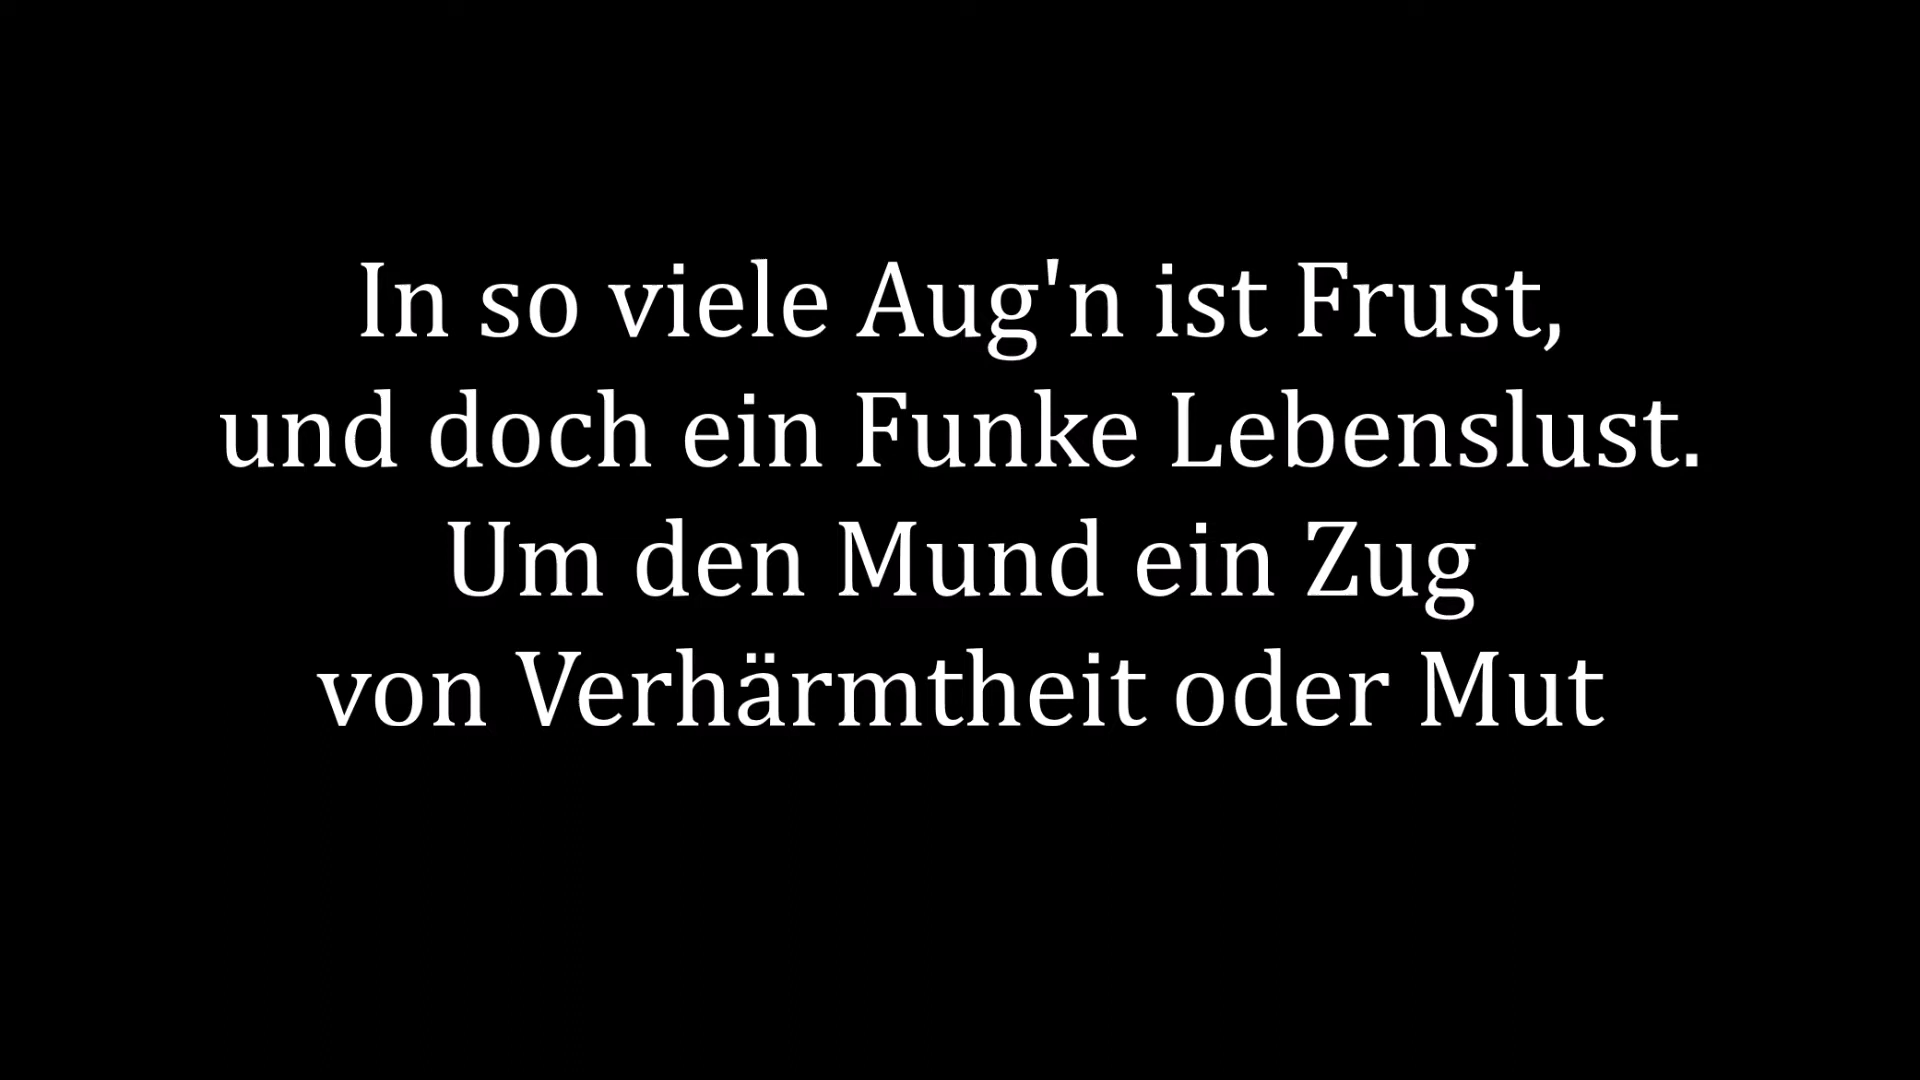 In so viele Aug'n ist Frust,
und doch ein Funke Lebenslust.
Um den Mund ein Zug
von Verhärmtheit oder Mut